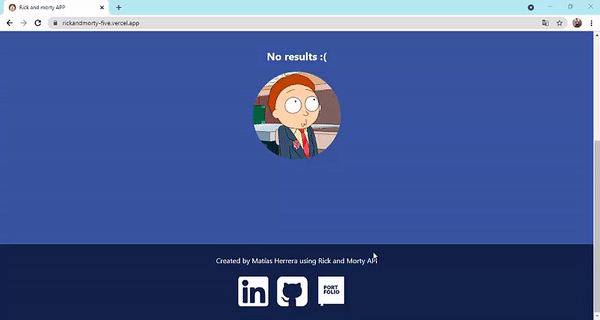 Rick and morty APP
rickandmorty-five.vercel.app
No results :(
Created by Matías Herrera using Rick and Morty API
in
PORT
FOLIO